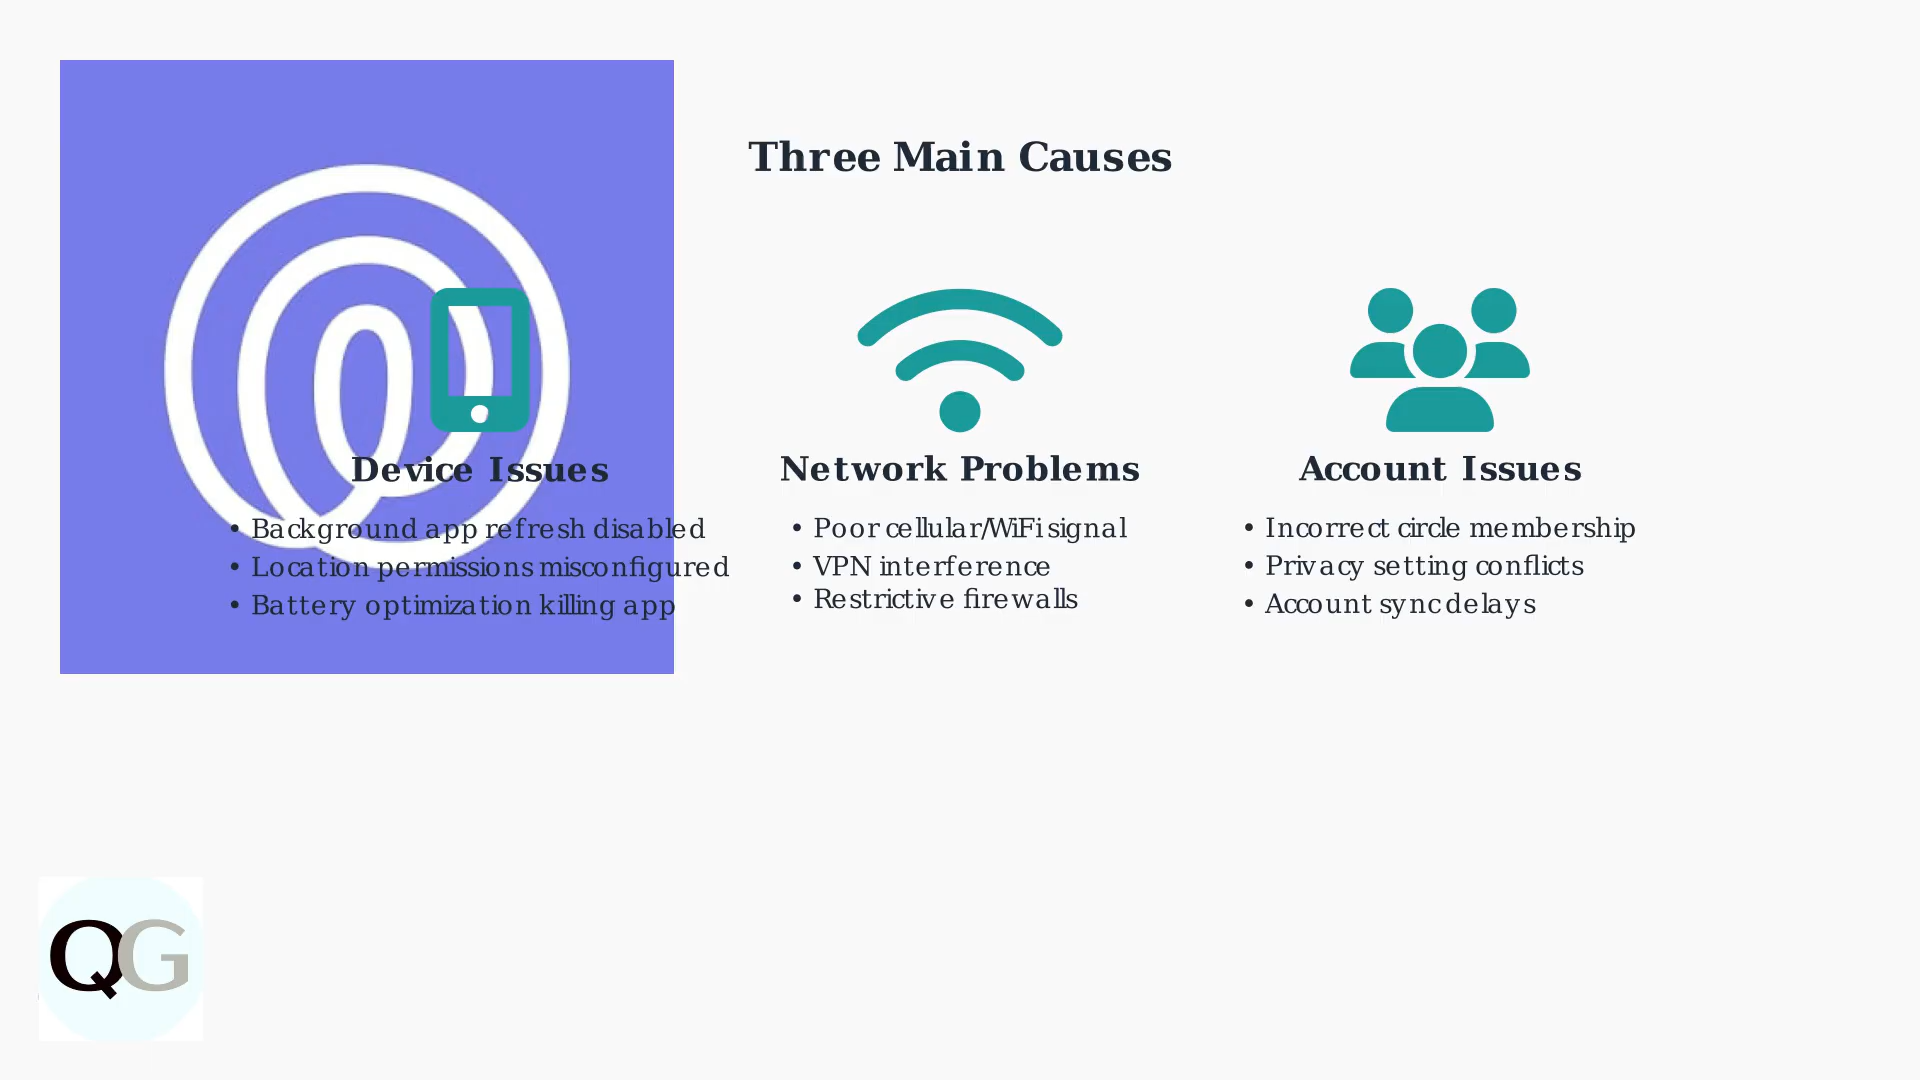 Three Main Causes
Device Issues
• Background app refresh disabled
• Location permissions misconfigured
• Battery optimization killing app
Network Problems
• Poor cellular/WiFi signal
• VPN interference
• Restrictive firewalls
Account Issues
• Incorrect circle membership
• Privacy setting conflicts
• Account sync delays
QG